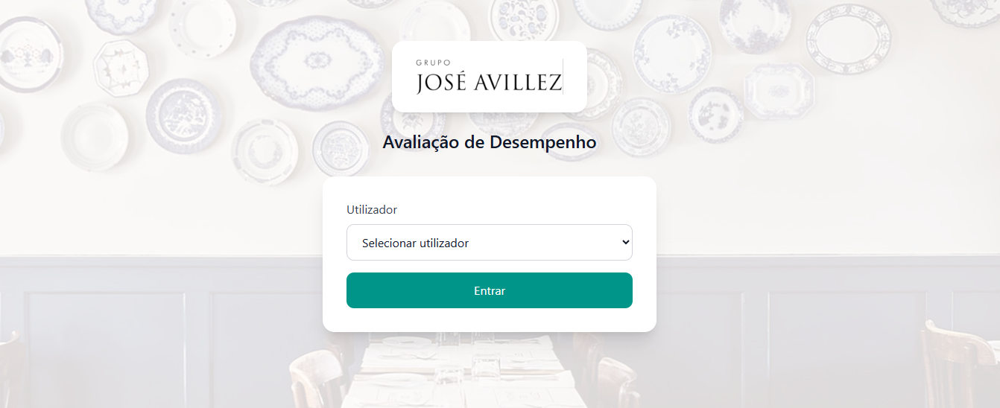 GRUPO
JOSÉ AVILLEZ
Avaliação de Desempenho
Utilizador
Selecionar utilizador
Entrar